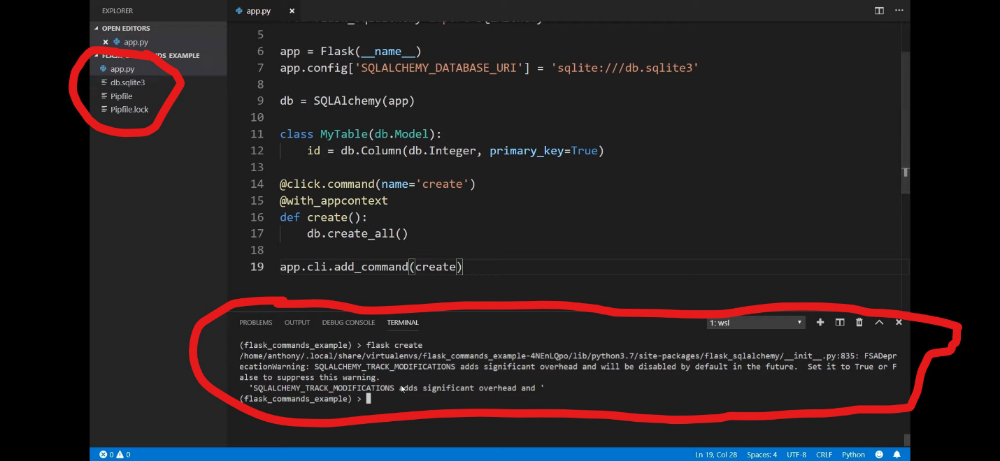 EXPLORER
OPEN EDITORS
app.py
DS_EXAMPLE
app.py
db.sqlite3
Pipfile
Pipfile.lock
app.py
5
6 app = Flask(__name__)
7 app.config['SQLALCHEMY_DATABASE_URI'] = 'sqlite:///db.sqlite3'
8
9 db = SQLAlchemy(app)
10
11 class MyTable(db.Model):
12 id = db.Column(db.Integer, primary_key=True)
13
14 @click.command(name='create')
15 @with_appcontext
16 def create():
17 db.create_all()
18
19 app.cli.add_command(create)
PROBLEMS OUTPUT DEBUG CONSOLE TERMINAL 1: wsl
(flask_commands_example) > flask create
/home/anthony/.local/share/virtualenvs/flask_commands_example-4NEnLQpo/lib/python3.7/site-packages/flask_sqlalchemy/__init__.py:835: FSADepr
ecationWarning: SQLALCHEMY_TRACK_MODIFICATIONS adds significant overhead and will be disabled by default in the future.  Set it to True or F
alse to suppress this warning.
'SQLALCHEMY_TRACK_MODIFICATIONS adds significant overhead and '
(flask_commands_example) >
0 0 Ln 19, Col 28 Spaces: 4 UTF-8 CRLF Python